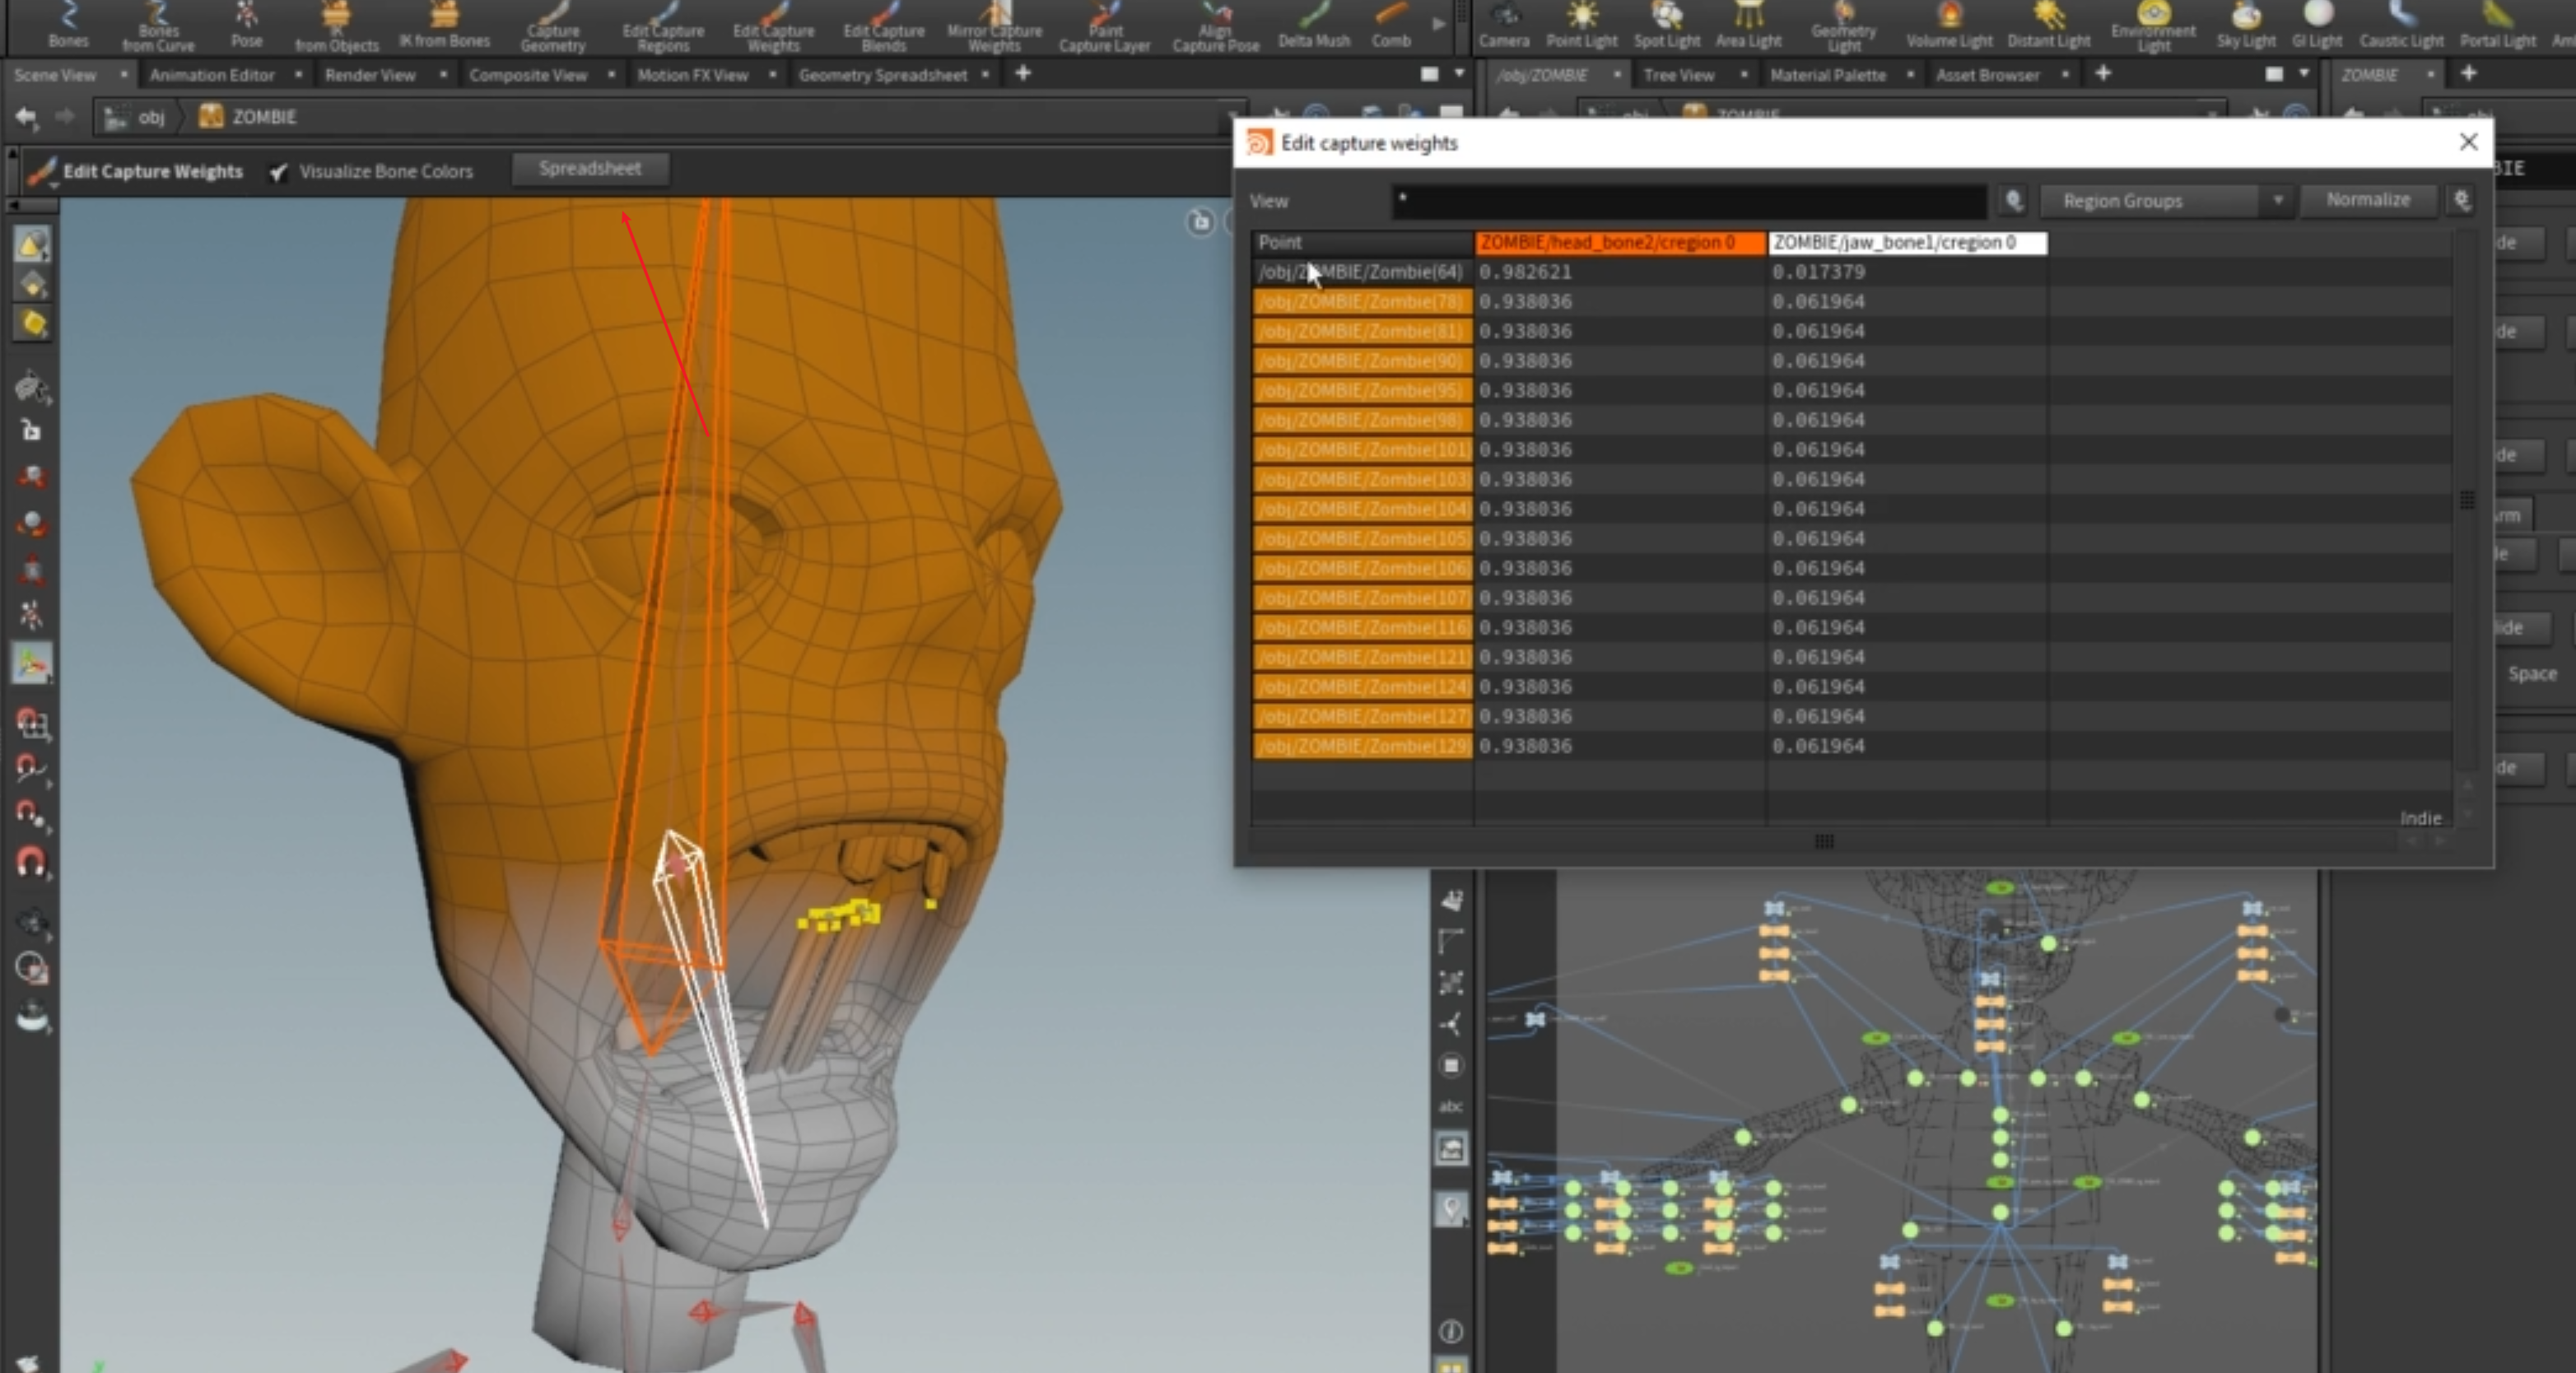 Bones
Bones
from Curve
Pose
IK
from Objects
IK from Bones
Capture
Geometry
Edit Capture
Regions
Edit Capture
Weights
Edit Capture
Blends
Mirror Capture
Weights
Paint
Capture Layer
Align
Capture Pose
Delta Mush
Comb
Camera
Point Light
Spot Light
Area Light
Geometry
Light
Volume Light
Distant Light
Environment
Light
Sky Light
GI Light
Caustic Light
Portal Light
Scene View
Animation Editor
Render View
Composite View
Motion FX View
Geometry Spreadsheet
/obj/ZOMBIE
Tree View
Material Palette
Asset Browser
ZOMBIE
obj
ZOMBIE
obj
ZOMBIE
Edit Capture Weights
Visualize Bone Colors
Spreadsheet
Edit capture weights
View
*
Region Groups
Normalize
Point ZOMBIE/head_bone2/cregion 0 ZOMBIE/jaw_bone1/cregion 0
/obj/ZOMBIE/Zombie(64) 0.982621 0.017379
/obj/ZOMBIE/Zombie(78) 0.938036 0.061964
/obj/ZOMBIE/Zombie(81) 0.938036 0.061964
/obj/ZOMBIE/Zombie(90) 0.938036 0.061964
/obj/ZOMBIE/Zombie(95) 0.938036 0.061964
/obj/ZOMBIE/Zombie(98) 0.938036 0.061964
/obj/ZOMBIE/Zombie(101) 0.938036 0.061964
/obj/ZOMBIE/Zombie(103) 0.938036 0.061964
/obj/ZOMBIE/Zombie(104 0.938036 0.061964
/obj/ZOMBIE/Zombie(105) 0.938036 0.061964
/obj/ZOMBIE/Zombie(106 0.938036 0.061964
/obj/ZOMBIE/Zombie(107) 0.938036 0.061964
/obj/ZOMBIE/Zombie(116 0.938036 0.061964
/obj/ZOMBIE/Zombie(121) 0.938036 0.061964
/obj/ZOMBIE/Zombie(124) 0.938036 0.061964
/obj/ZOMBIE/Zombie(127) 0.938036 0.061964
/obj/ZOMBIE/Zombie(129) 0.938036 0.061964
Indie
BIE
de
de
de
rm
le
lide
Space
de
abc
y